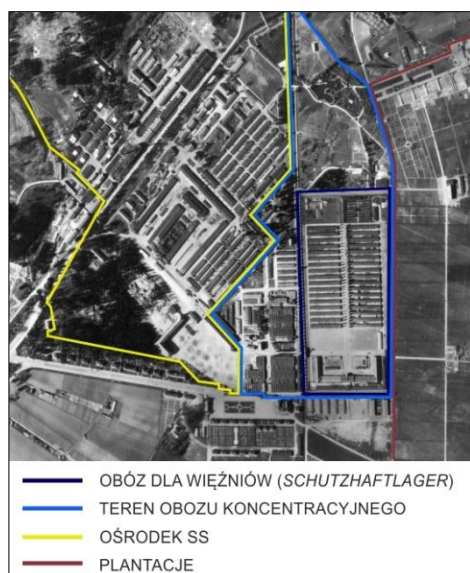 OBÓZ DLA WIĘŹNIÓW (SCHUTZHAFTLAGER)
TEREN OBOZU KONCENTRACYJNEGO
OŚRODEK SS
PLANTACJE